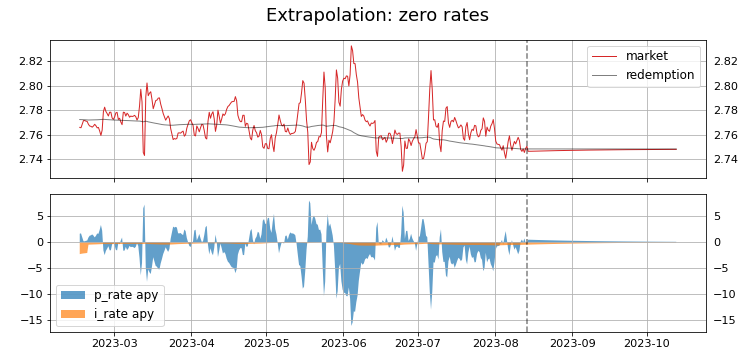 Extrapolation: zero rates
2.82 2.82
market
redemption
2.80 2.80
2.78 2.78
2.76 2.76
2.74 2.74
5 5
0 0
−5 −5
−10 −10
−15 −15
p_rate apy
i_rate apy
2023-03 2023-04 2023-05 2023-06 2023-07 2023-08 2023-09 2023-10